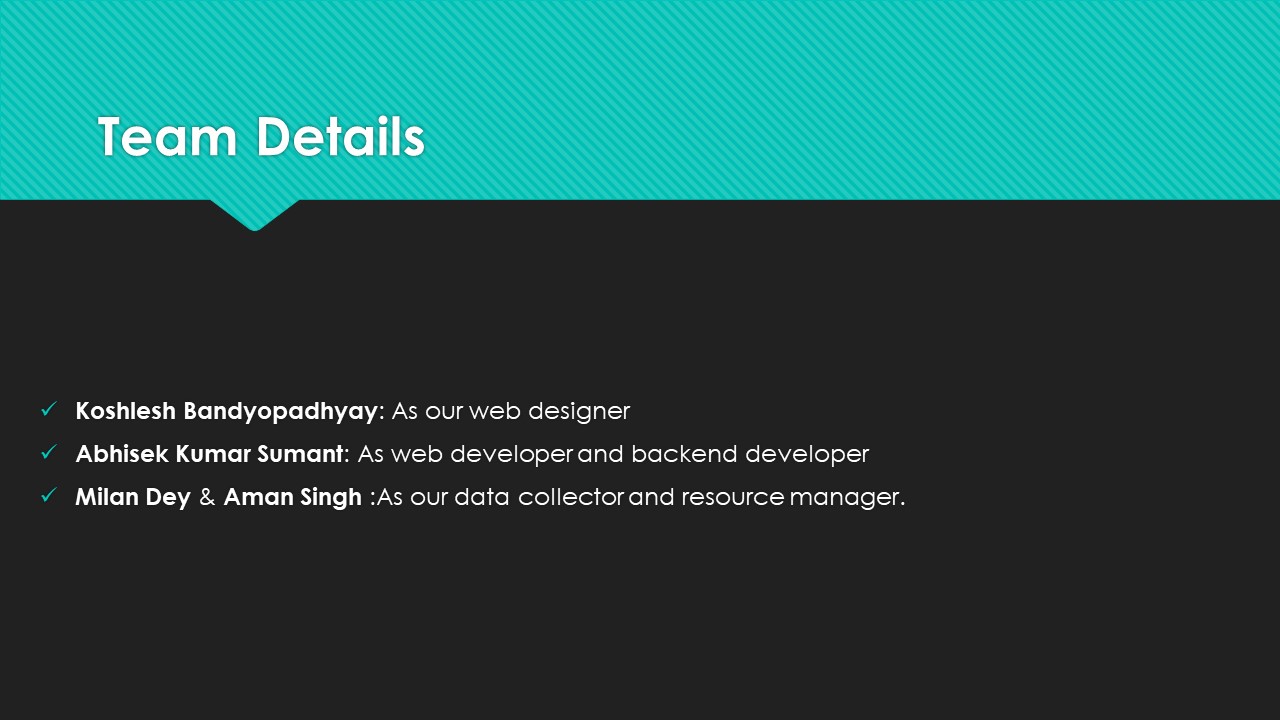 Team Details
✓ Koshlesh Bandyopadhyay: As our web designer
✓ Abhisek Kumar Sumant: As web developer and backend developer
✓ Milan Dey & Aman Singh :As our data collector and resource manager.